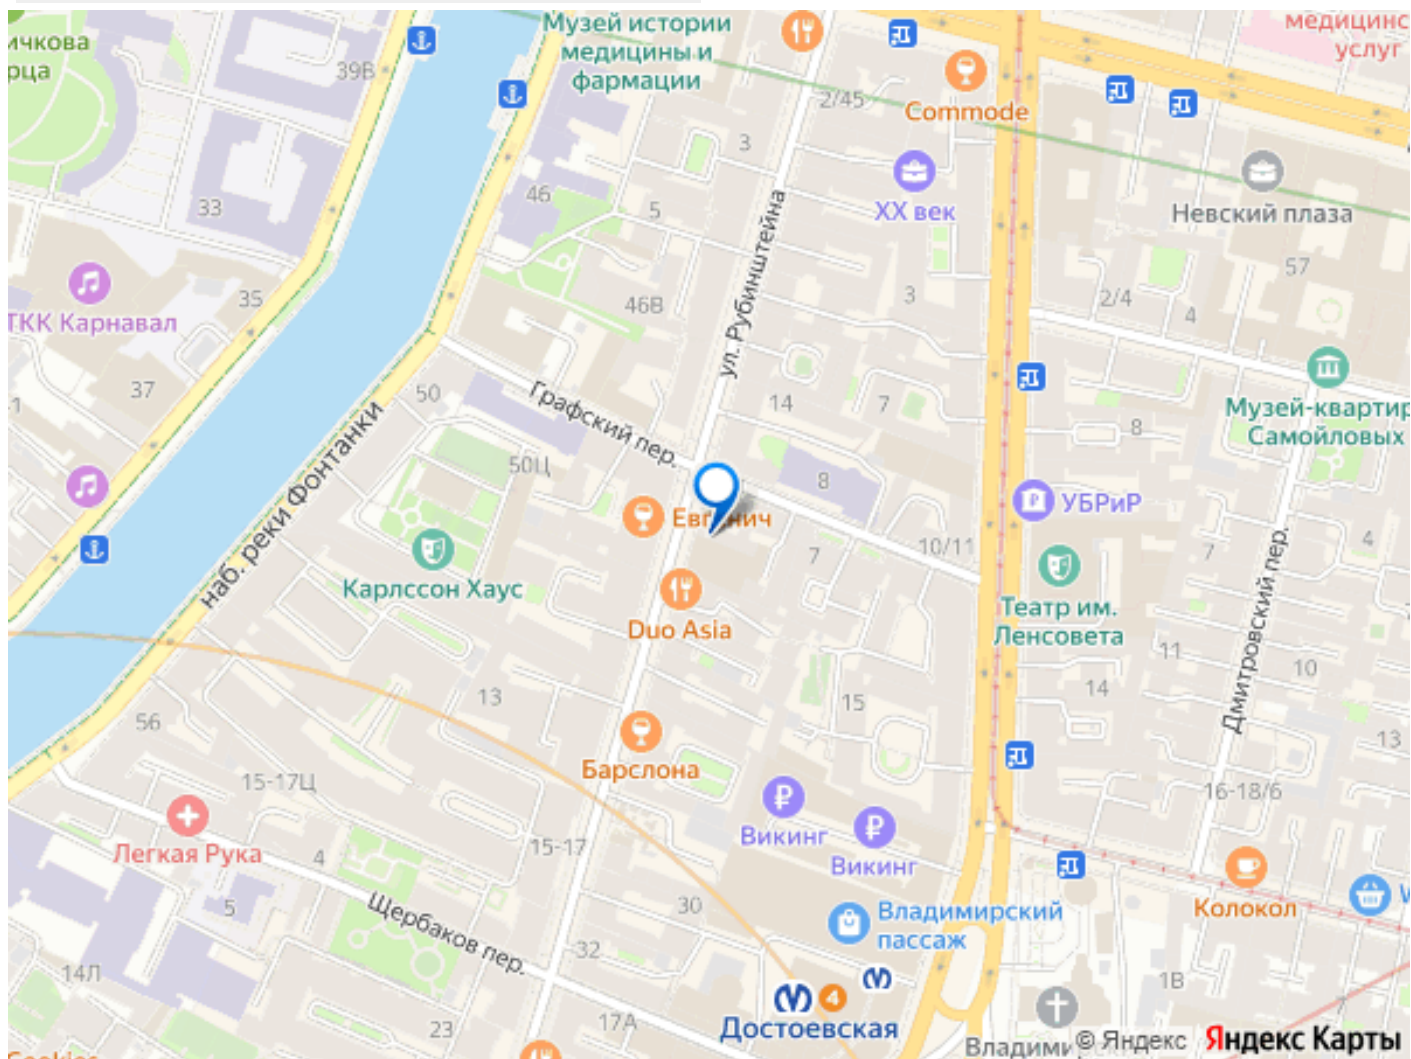 Музей истории
медицины и
фармации
медицинс
услуг
ичкова
рца
39В
2/45
Commode
3
XX век
Невский плаза
46
33
5
ул. Рубинштейна
57
35
46В
3
2/4
4
ТКК Карнавал
37
50
Графский пер.
14
7
8
Музей-квартир
Самойловых
наб. реки Фонтанки
50Ц
8
УБРиР
Карлссон Хаус
7
10/11
7
4
Театр им.
Ленсовета
Duo Asia
Дмитровский пер.
11
10
13
14
15
56
13
Барслона
15-17Ц
16-18/6
Викинг
Викинг
Легкая Рука
4
15-17
5
30
Щербаков пер.
Владимирский
пассаж
Колокол
32
14Л
1В
4
Достоевская
23
17А
7
Cookies
© Яндекс
Яндекс Карты